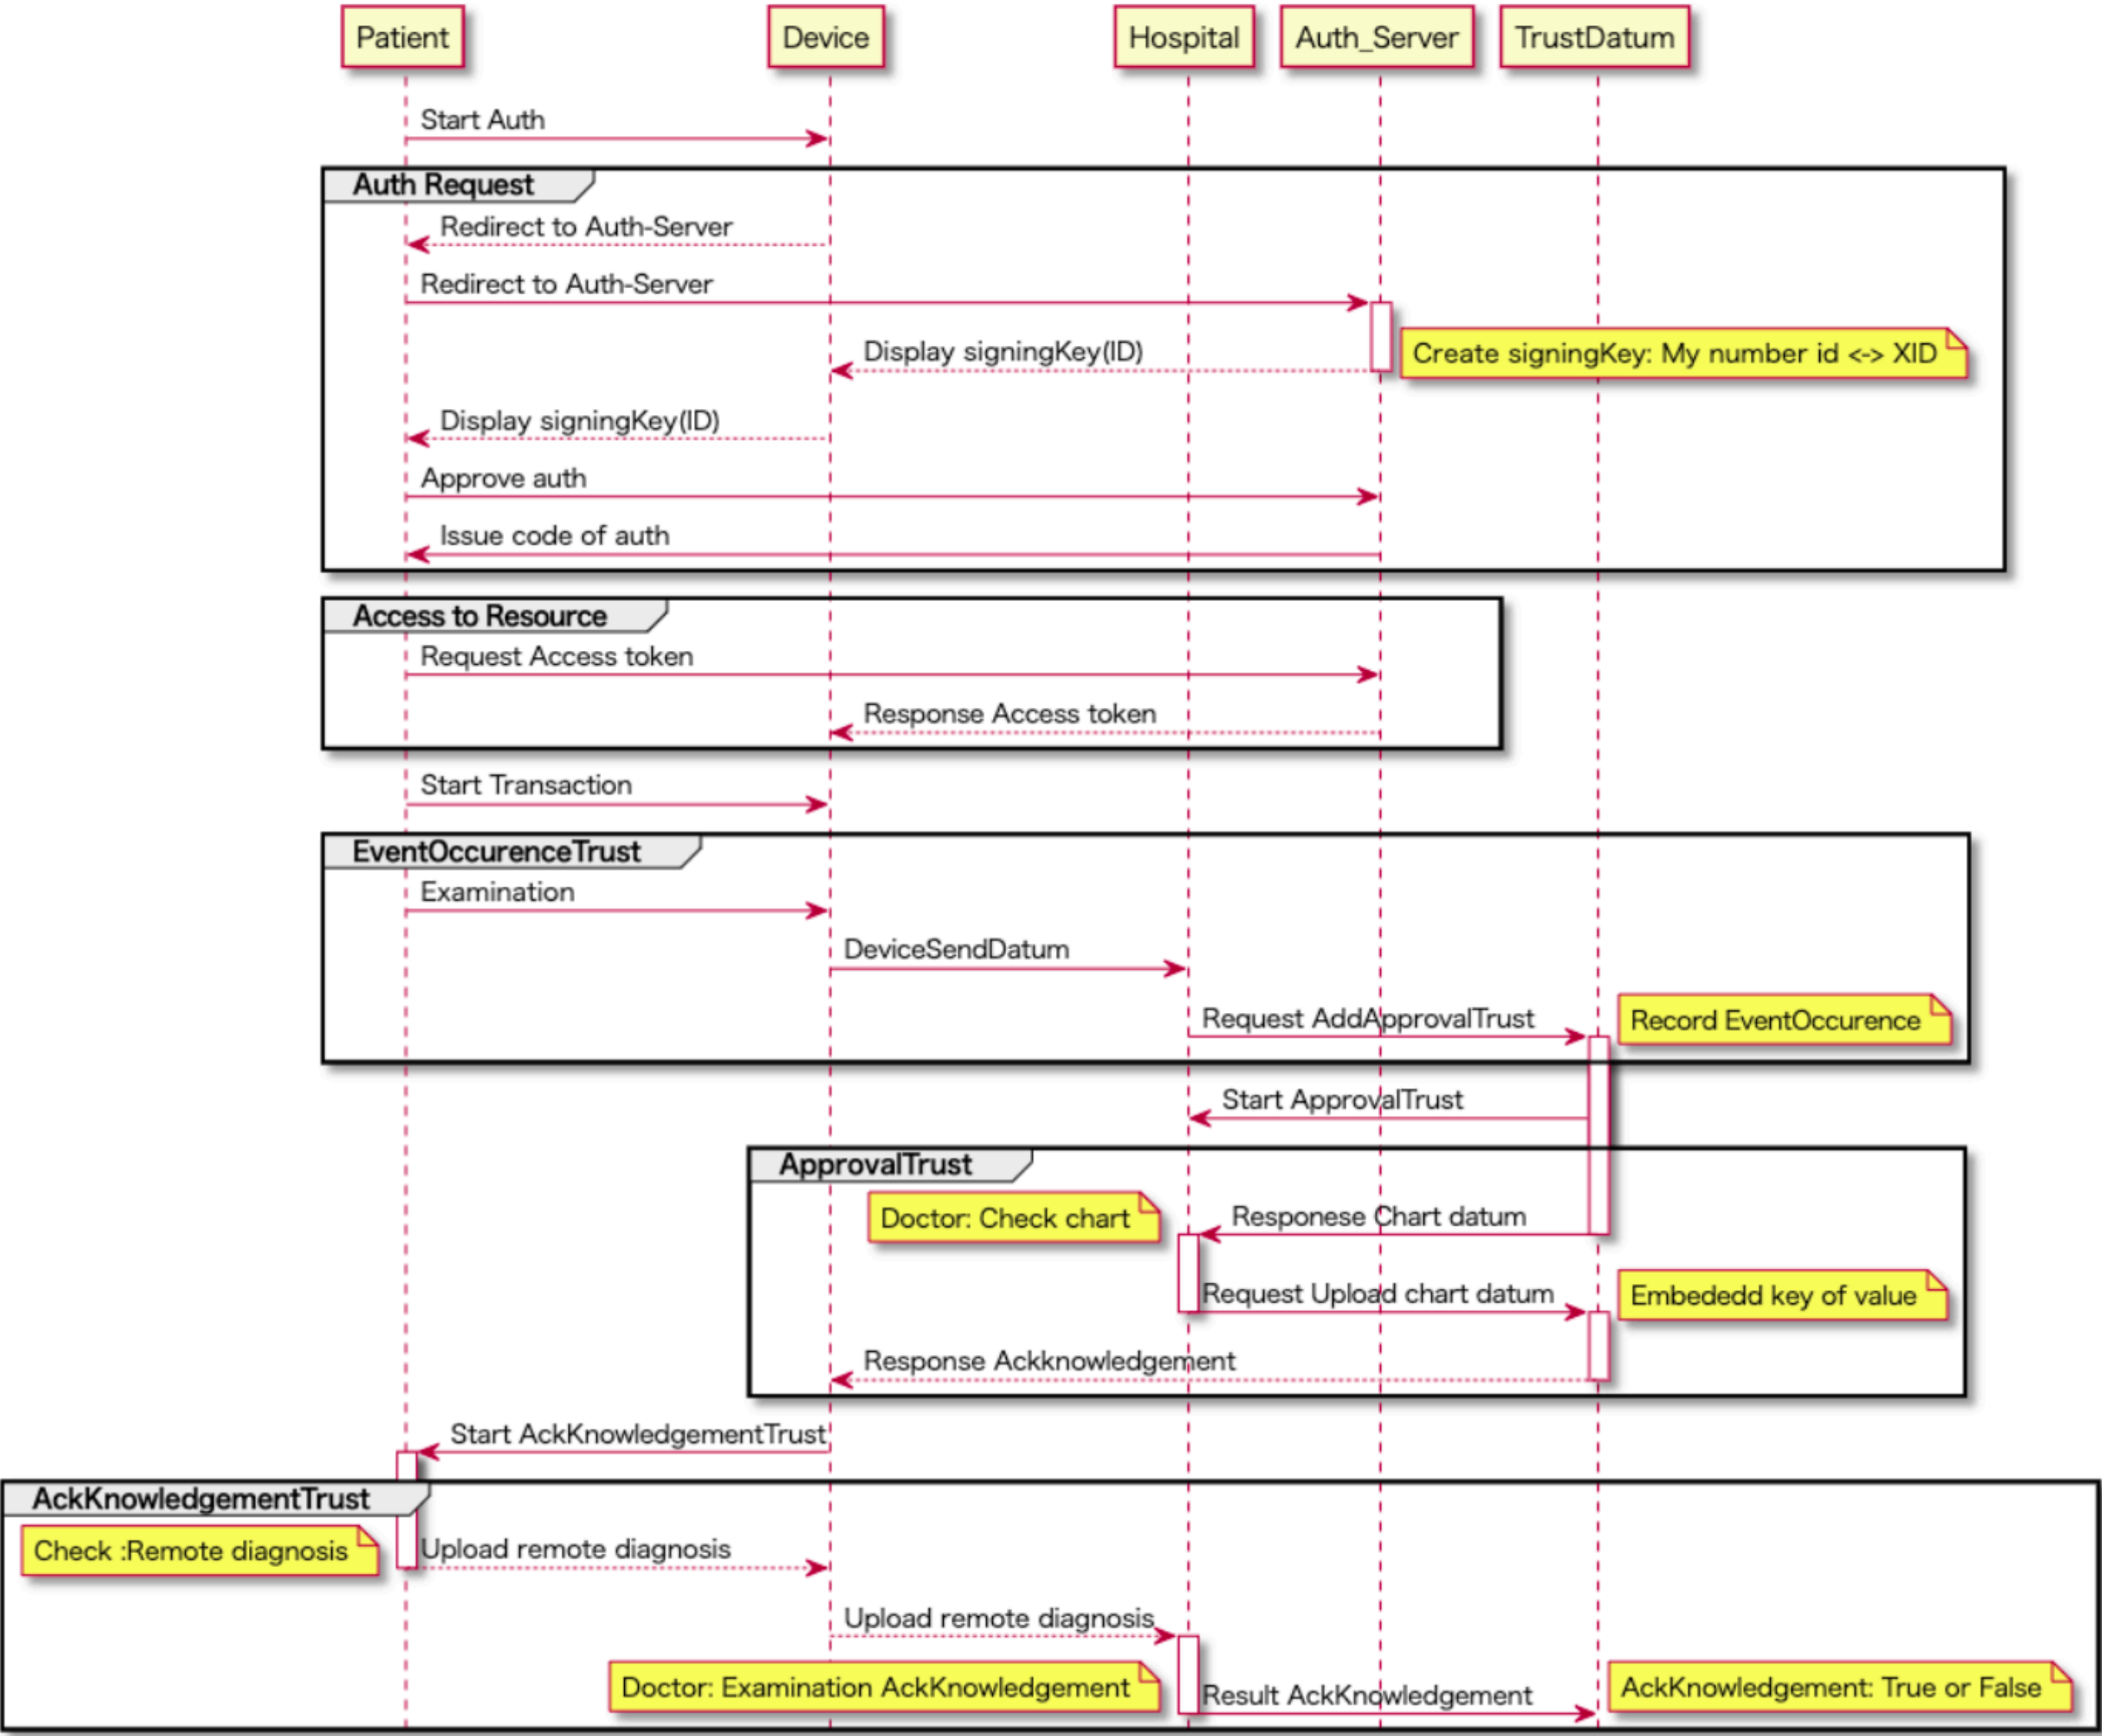 Patient
Device
Hospital
Auth_Server
TrustDatum
Start Auth
Auth Request
Redirect to Auth-Server
Redirect to Auth-Server
Display signingKey(ID)
Create signingKey: My number id <-> XID
Display signingKey(ID)
Approve auth
Issue code of auth
Access to Resource
Request Access token
Response Access token
Start Transaction
EventOccurenceTrust
Examination
DeviceSendDatum
Request AddApprovalTrust
Record EventOccurence
Start ApprovalTrust
ApprovalTrust
Doctor: Check chart
Responese Chart datum
Request Upload chart datum
Embededd key of value
Response Ackknowledgement
Start AckKnowledgementTrust
AckKnowledgementTrust
Check :Remote diagnosis
Upload remote diagnosis
Upload remote diagnosis
Doctor: Examination AckKnowledgement
Result AckKnowledgement
AckKnowledgement: True or False